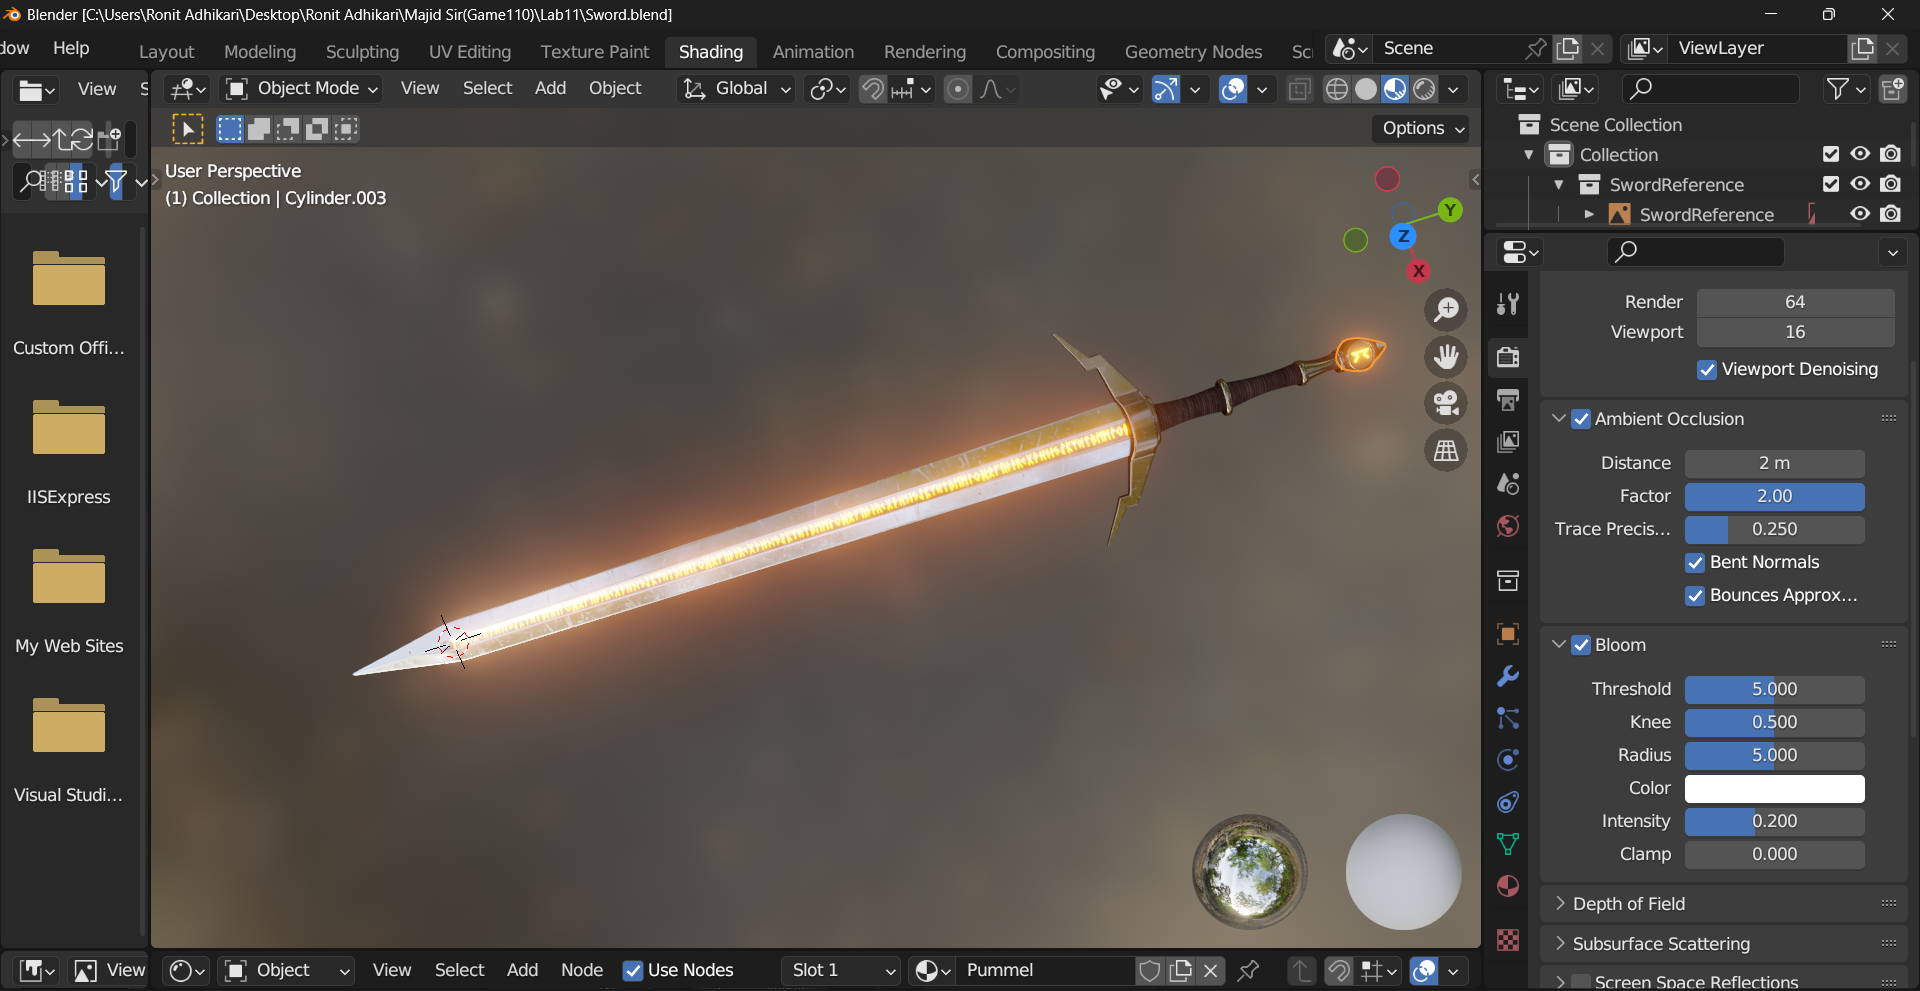 Blender [C:\Users\Ronit Adhikari\Desktop\Ronit Adhikari\Majid Sir(Game110)\Lab11\Sword.blend]
dow Help Layout Modeling Sculpting UV Editing Texture Paint Shading Animation Rendering Compositing Geometry Nodes Sc Scene ViewLayer
View S Object Mode View Select Add Object Global
Options
User Perspective
(1) Collection | Cylinder.003
Y
Z
X
Custom Offi...
IISExpress
My Web Sites
Visual Studi...
Scene Collection
Collection
SwordReference
SwordReference
Render 64
Viewport 16
Viewport Denoising
Ambient Occlusion
Distance 2 m
Factor 2.00
Trace Precis... 0.250
Bent Normals
Bounces Approx...
Bloom
Threshold 5.000
Knee 0.500
Radius 5.000
Color
Intensity 0.200
Clamp 0.000
Depth of Field
Subsurface Scattering
Screen Space Reflections
View Object View Select Add Node Use Nodes Slot 1 Pummel